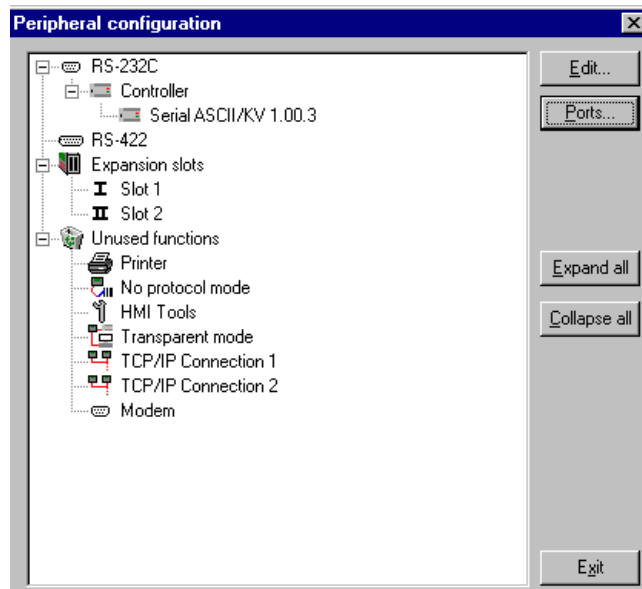 Peripheral configuration
RS-232C
Controller
Serial ASCII/KV 1.00.3
RS-422
Expansion slots
I Slot 1
II Slot 2
Unused functions
Printer
No protocol mode
HMI Tools
Transparent mode
TCP/IP Connection 1
TCP/IP Connection 2
Modem
Edit...
Ports...
Expand all
Collapse all
Exit